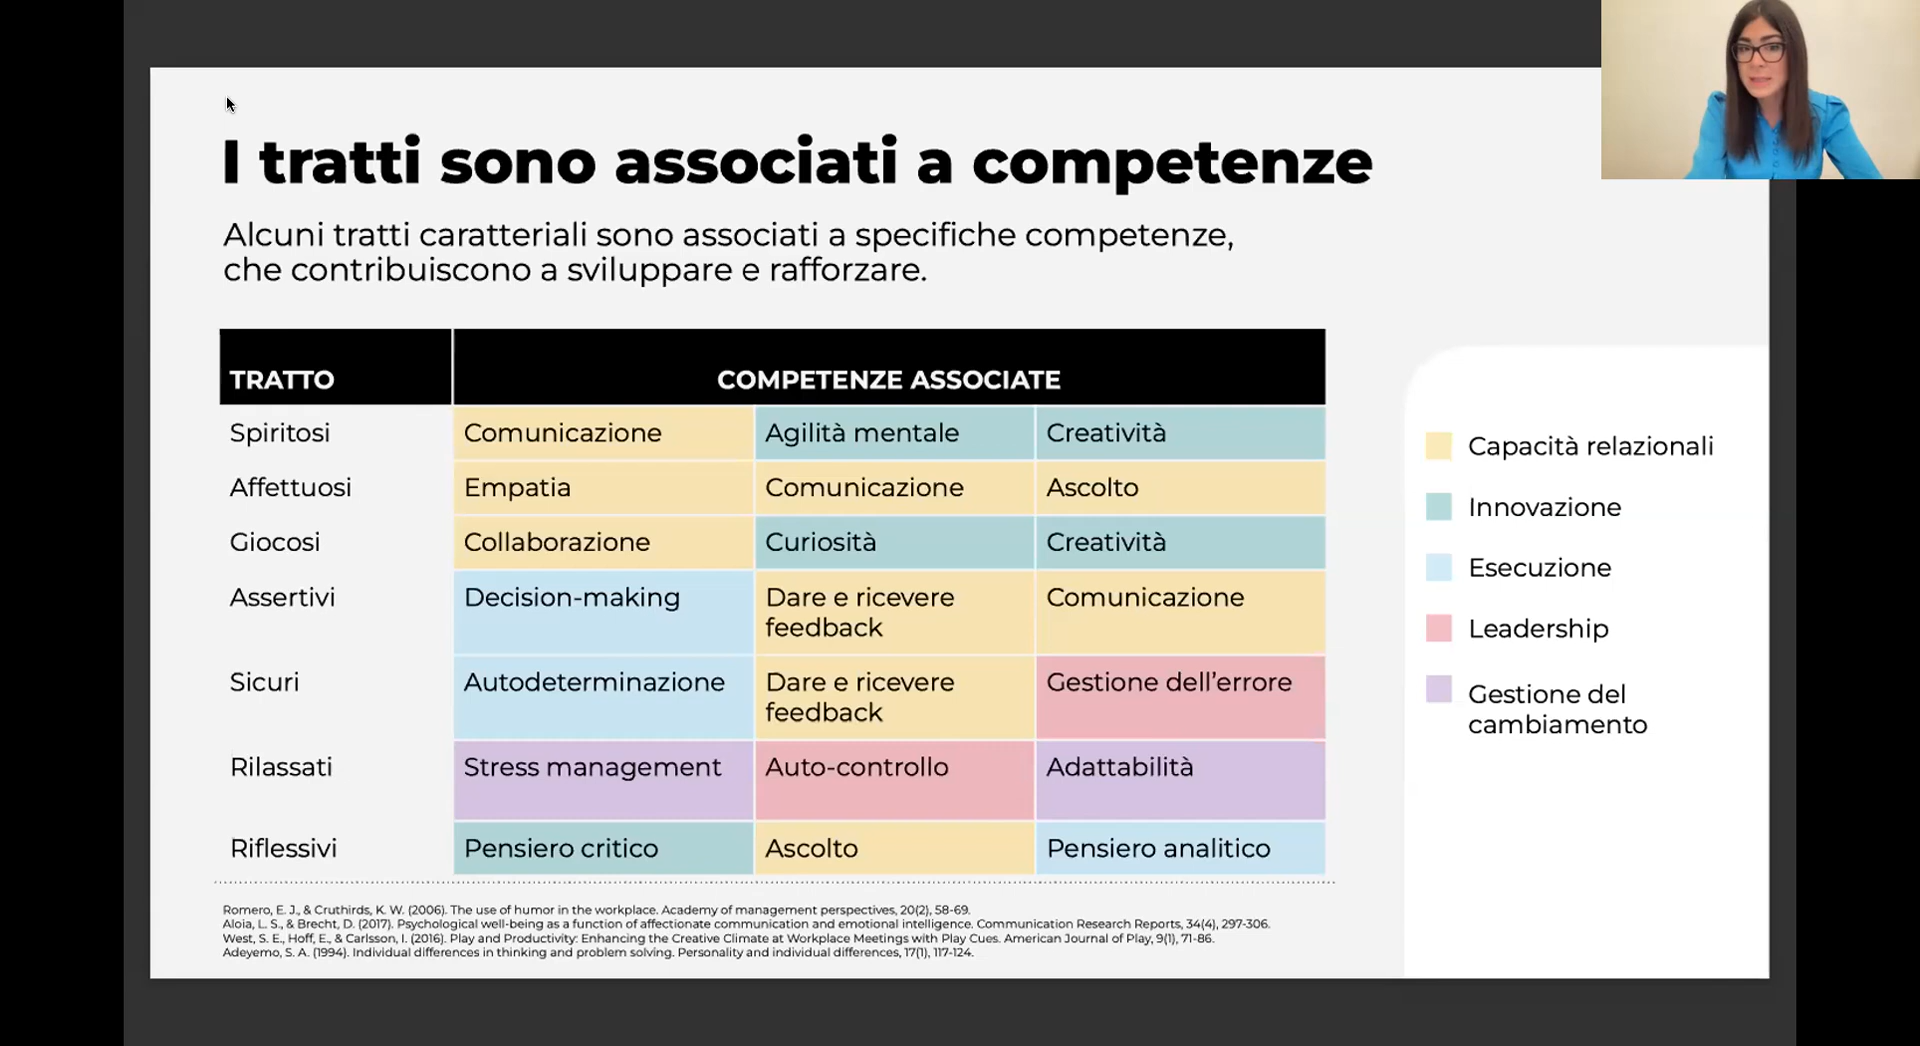 I tratti sono associati a competenze
Alcuni tratti caratteriali sono associati a specifiche competenze,
che contribuiscono a sviluppare e rafforzare.
TRATTO COMPETENZE ASSOCIATE
Spiritosi Comunicazione Agilità mentale Creatività
Affettuosi Empatia Comunicazione Ascolto
Giocosi Collaborazione Curiosità Creatività
Assertivi Decision-making Dare e ricevere feedback Comunicazione
Sicuri Autodeterminazione Dare e ricevere feedback Gestione dell'errore
Rilassati Stress management Auto-controllo Adattabilità
Riflessivi Pensiero critico Ascolto Pensiero analitico
Capacità relazionali
Innovazione
Esecuzione
Leadership
Gestione del
cambiamento
Romero, E. J., & Cruthirds, K. W. (2006). The use of humor in the workplace. Academy of management perspectives, 20(2), 58-69.
Aloia, L. S., & Brecht, D. (2017). Psychological well-being as a function of affectionate communication and emotional intelligence. Communication Research Reports, 34(4), 297-306.
West, S. E., Hoff, E., & Carlsson, I. (2016). Play and Productivity: Enhancing the Creative Climate at Workplace Meetings with Play Cues. American Journal of Play, 9(1), 71-86.
Adeyemo, S. A. (1994). Individual differences in thinking and problem solving. Personality and individual differences, 17(1), 117-124.